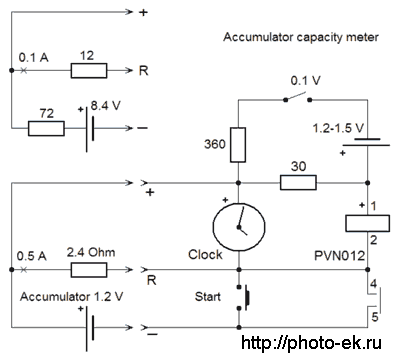 +
Accumulator capacity meter
0.1 A
12
R
0.1 V
72
+
8.4 V
−
360
1.2-1.5 V
+
30
+
+
+
1
0.5 A
2.4 Ohm
Clock
PVN012
2
R
Accumulator 1.2 V
Start
4
+
−
5
http://photo-ek.ru